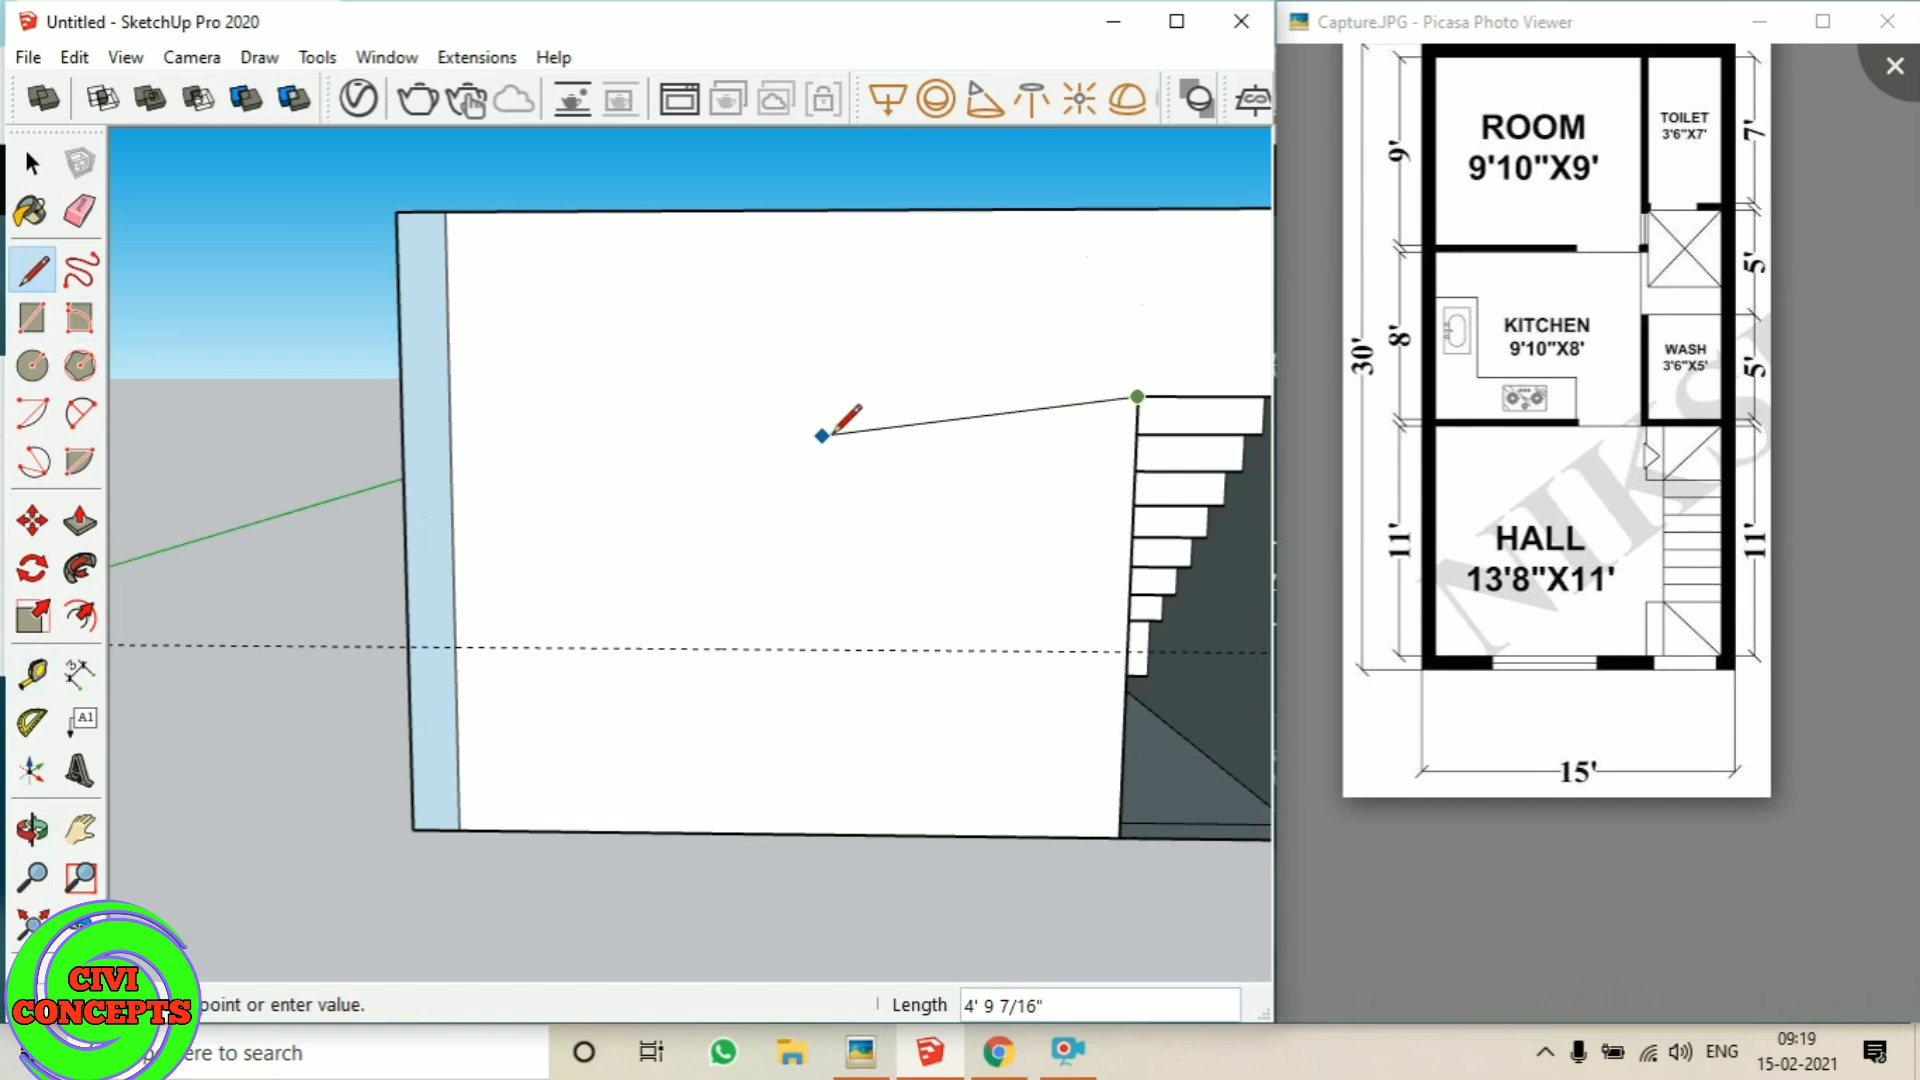 Untitled - SketchUp Pro 2020
File Edit View Camera Draw Tools Window Extensions Help
A1
point or enter value.
Length 4' 9 7/16"
CIVI
CONCEPTS
ere to search
ENG
09:19
15-02-2021
Capture.JPG - Picasa Photo Viewer
ROOM
9'10"X9'
TOILET
3'6"X7'
9'
7'
5'
KITCHEN
9'10"X8'
WASH
3'6"X5'
8'
5'
30'
HALL
13'8"X11'
11'
11'
NIKS
15'